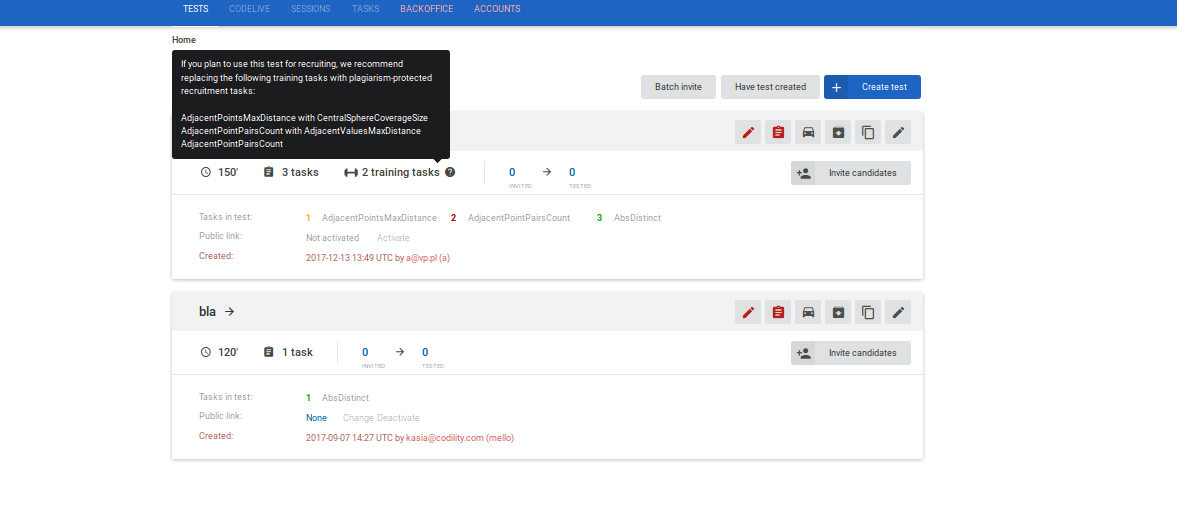 TESTS CODELIVE SESSIONS TASKS BACKOFFICE ACCOUNTS
Home
If you plan to use this test for recruiting, we recommend
replacing the following training tasks with plagiarism-protected
recruitment tasks:
AdjacentPointsMaxDistance with CentralSphereCoverageSize
AdjacentPointPairsCount with AdjacentValuesMaxDistance
AdjacentPointPairsCount
Batch invite Have test created + Create test
150' 3 tasks 2 training tasks ? 0 → 0 Invite candidates
INVITED TESTED
Tasks in test: 1 AdjacentPointsMaxDistance 2 AdjacentPointPairsCount 3 AbsDistinct
Public link: Not activated Activate
Created: 2017-12-13 13:49 UTC by a@vp.pl (a)
bla →
120' 1 task 0 → 0 Invite candidates
INVITED TESTED
Tasks in test: 1 AbsDistinct
Public link: None Change Deactivate
Created: 2017-09-07 14:27 UTC by kasia@codility.com (mello)